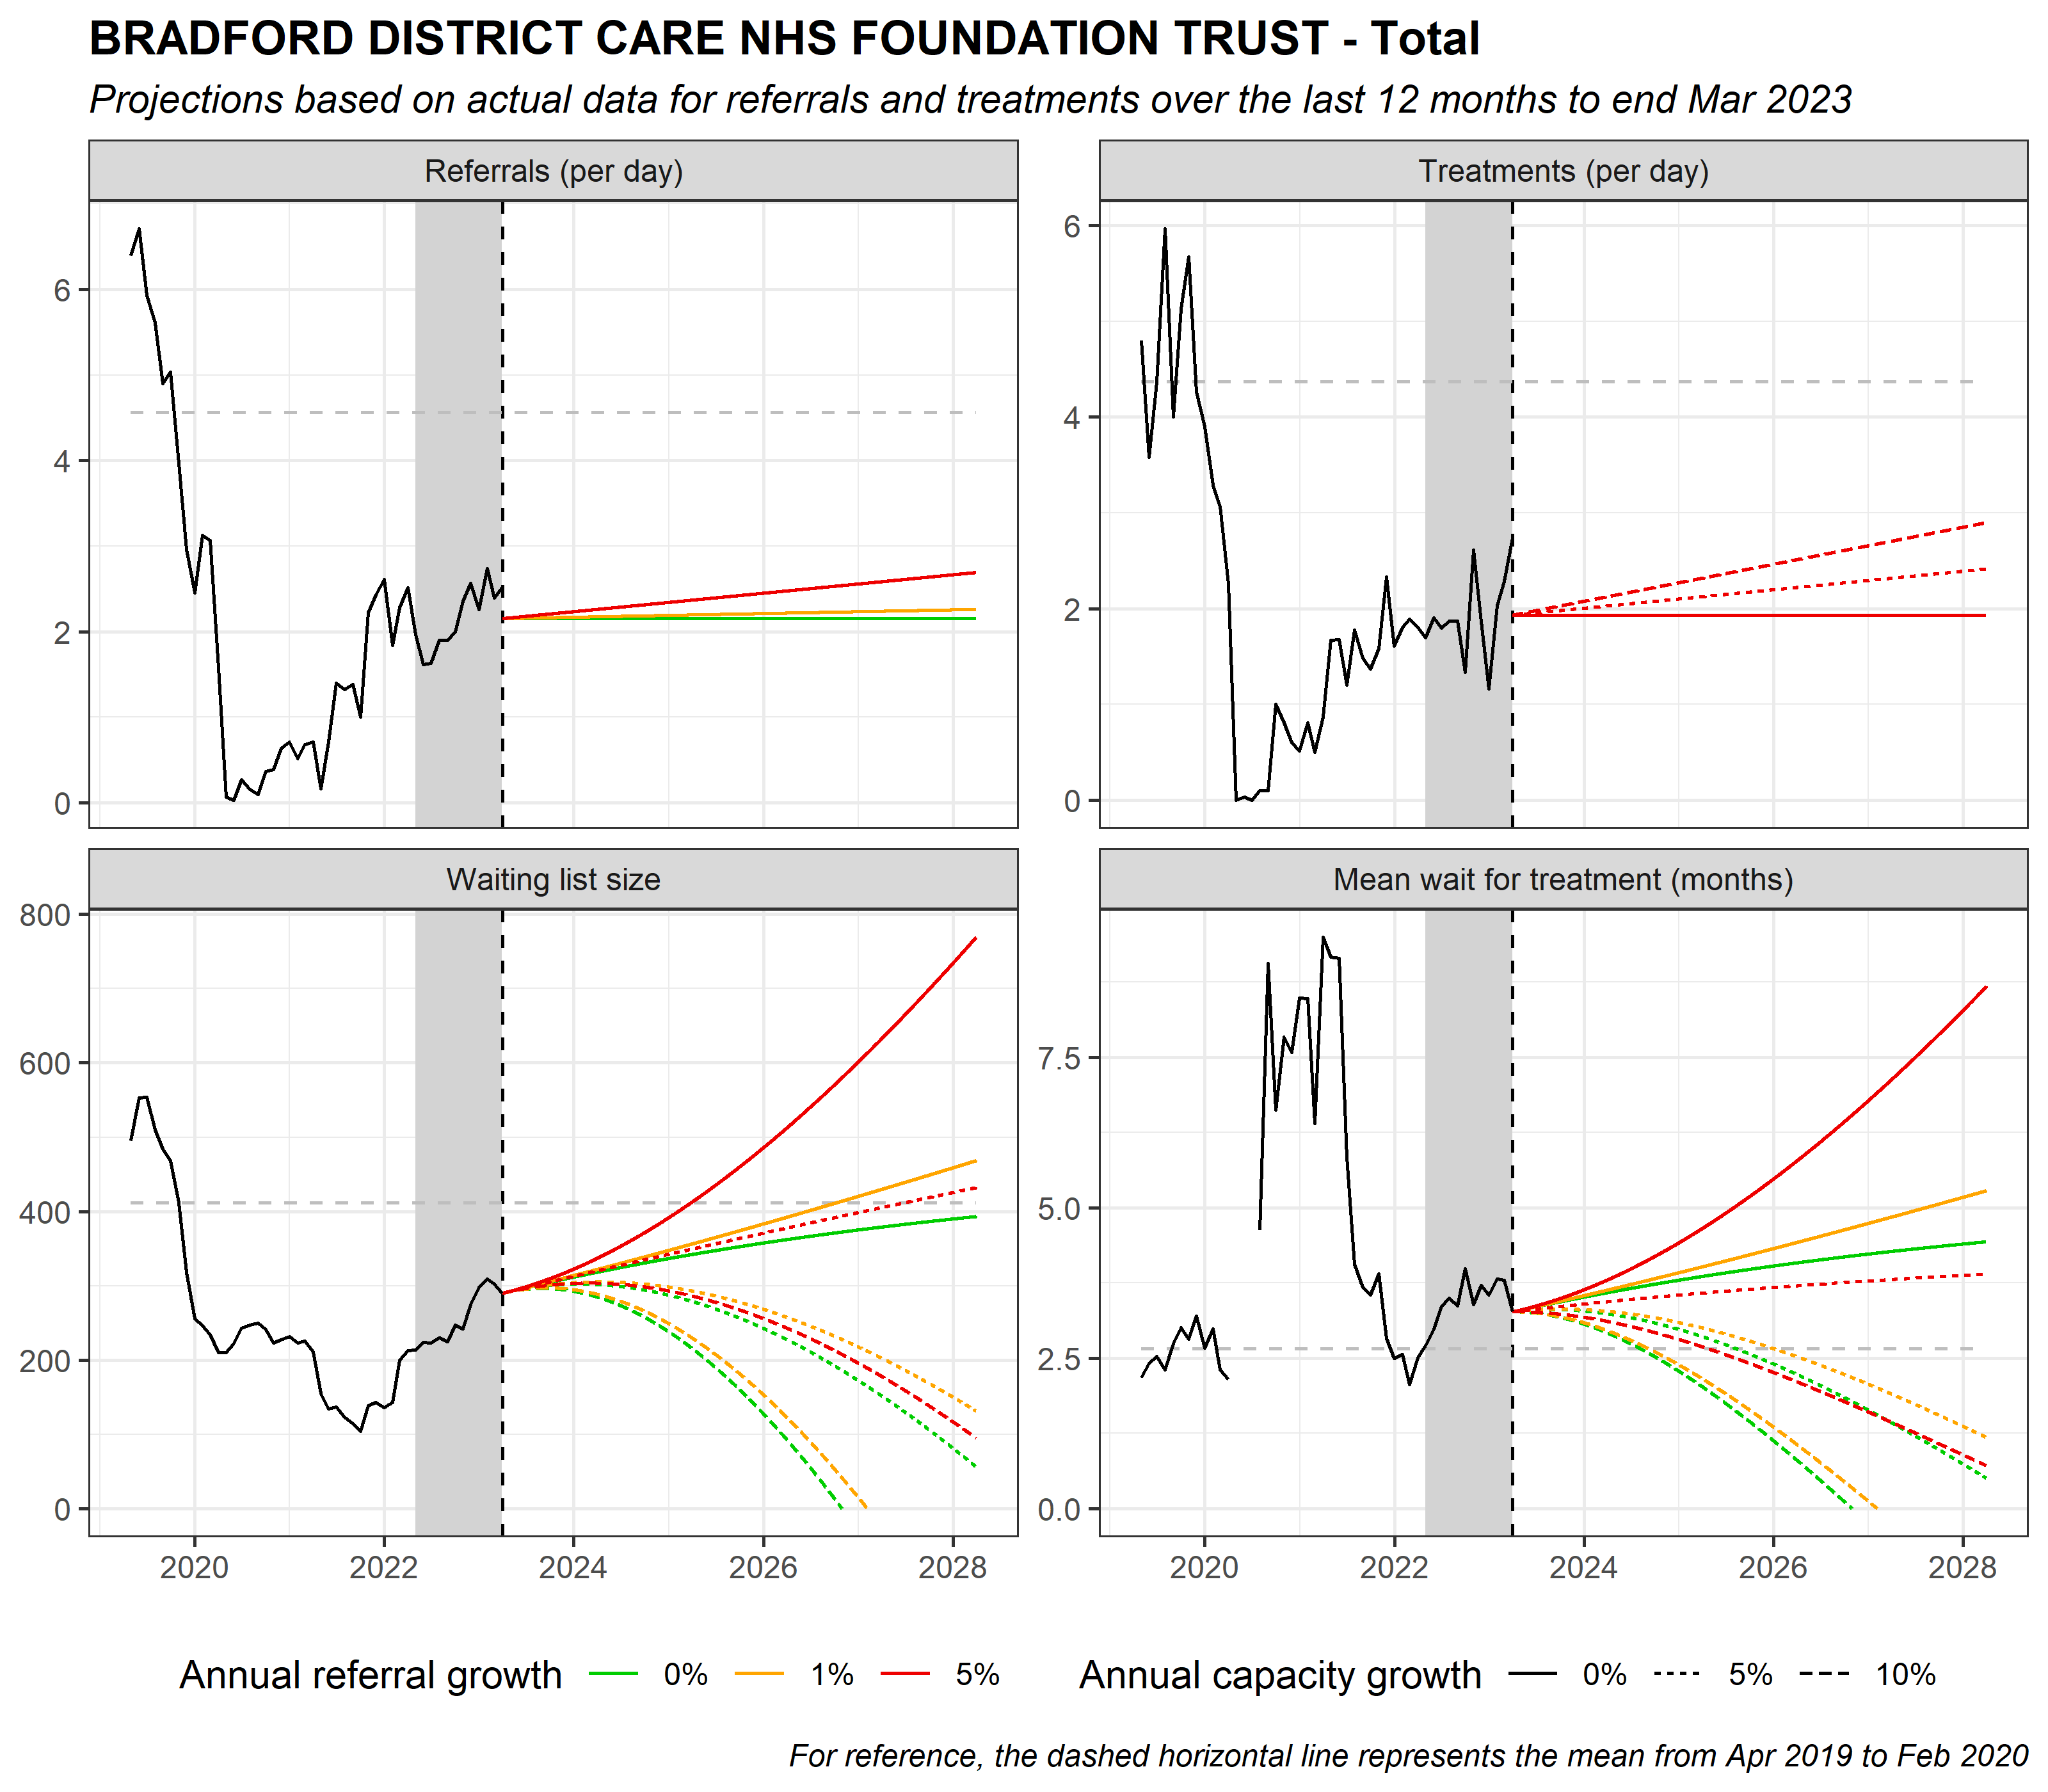 BRADFORD DISTRICT CARE NHS FOUNDATION TRUST - Total
Projections based on actual data for referrals and treatments over the last 12 months to end Mar 2023
Referrals (per day)
6
4
2
0
Treatments (per day)
6
4
2
0
Waiting list size
800
600
400
200
0
2020 2022 2024 2026 2028
Mean wait for treatment (months)
7.5
5.0
2.5
0.0
2020 2022 2024 2026 2028
Annual referral growth 0% 1% 5% Annual capacity growth 0% 5% 10%
For reference, the dashed horizontal line represents the mean from Apr 2019 to Feb 2020